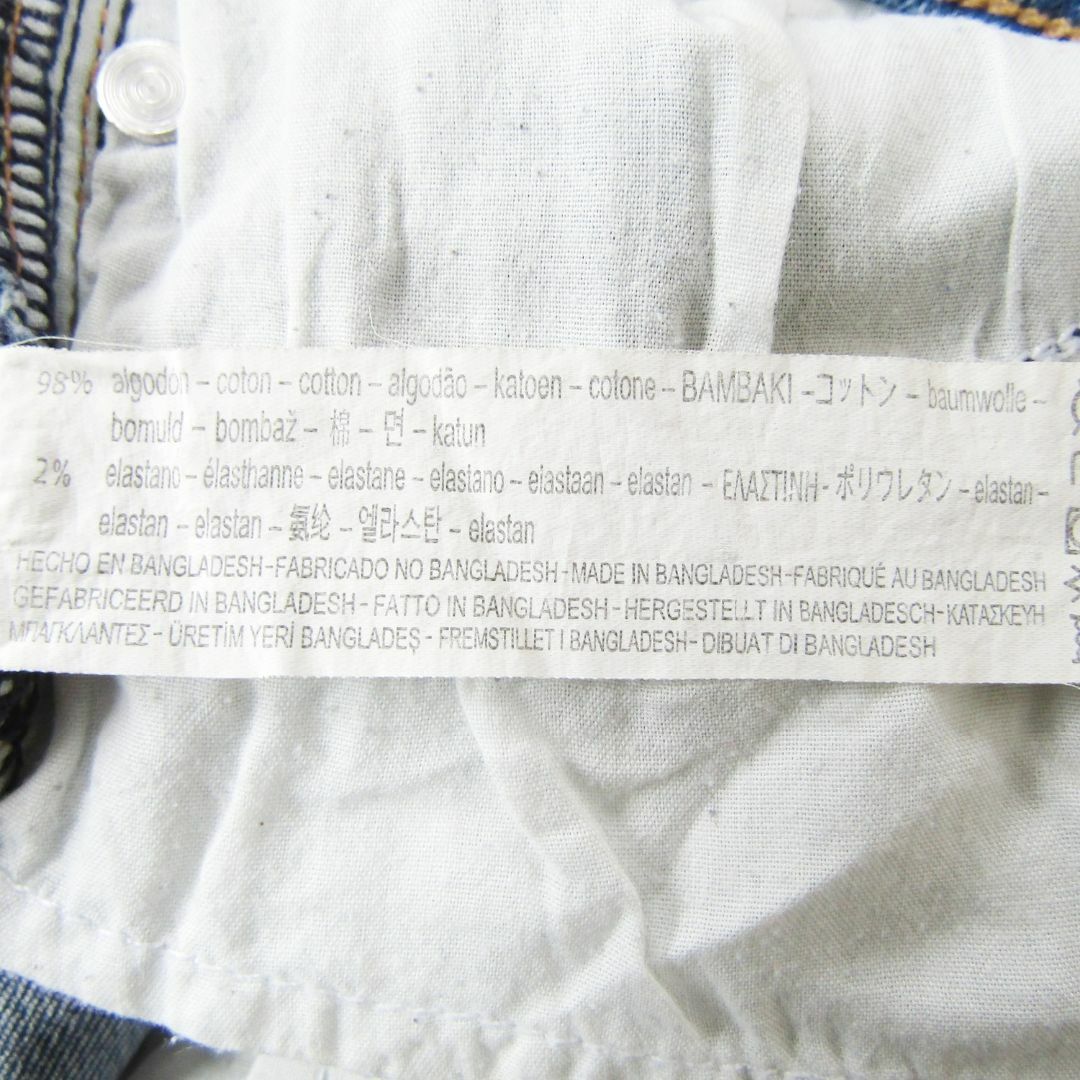 98% algodon – coton – cotton – algodão – katoen – cotone – BAMBAKI -コットン - baumwolle -
bomuld – bombaž - 棉 - 면 – katun
2% elastano – élasthanne – elastane – elastano – elastaan – elastan - ΕΛΑΣΤΙΝΗ - ポリウレタン - elastan -
elastan – elastan - 氨纶 - 엘라스탄 - elastan
HECHO EN BANGLADESH-FABRICADO NO BANGLADESH-MADE IN BANGLADESH-FABRIQUÉ AU BANGLADESH
GEFABRICEERD IN BANGLADESH - FATTO IN BANGLADESH - HERGESTELLT IN BANGLADESCH- ΚΑΤΑΣΚΕΥΗ
ΜΠΑΓΚΛΑΝΤΕΣ - ÜRETİM YERİ BANGLADEŞ - FREMSTILLET I BANGLADESH- DIBUAT DI BANGLADESH